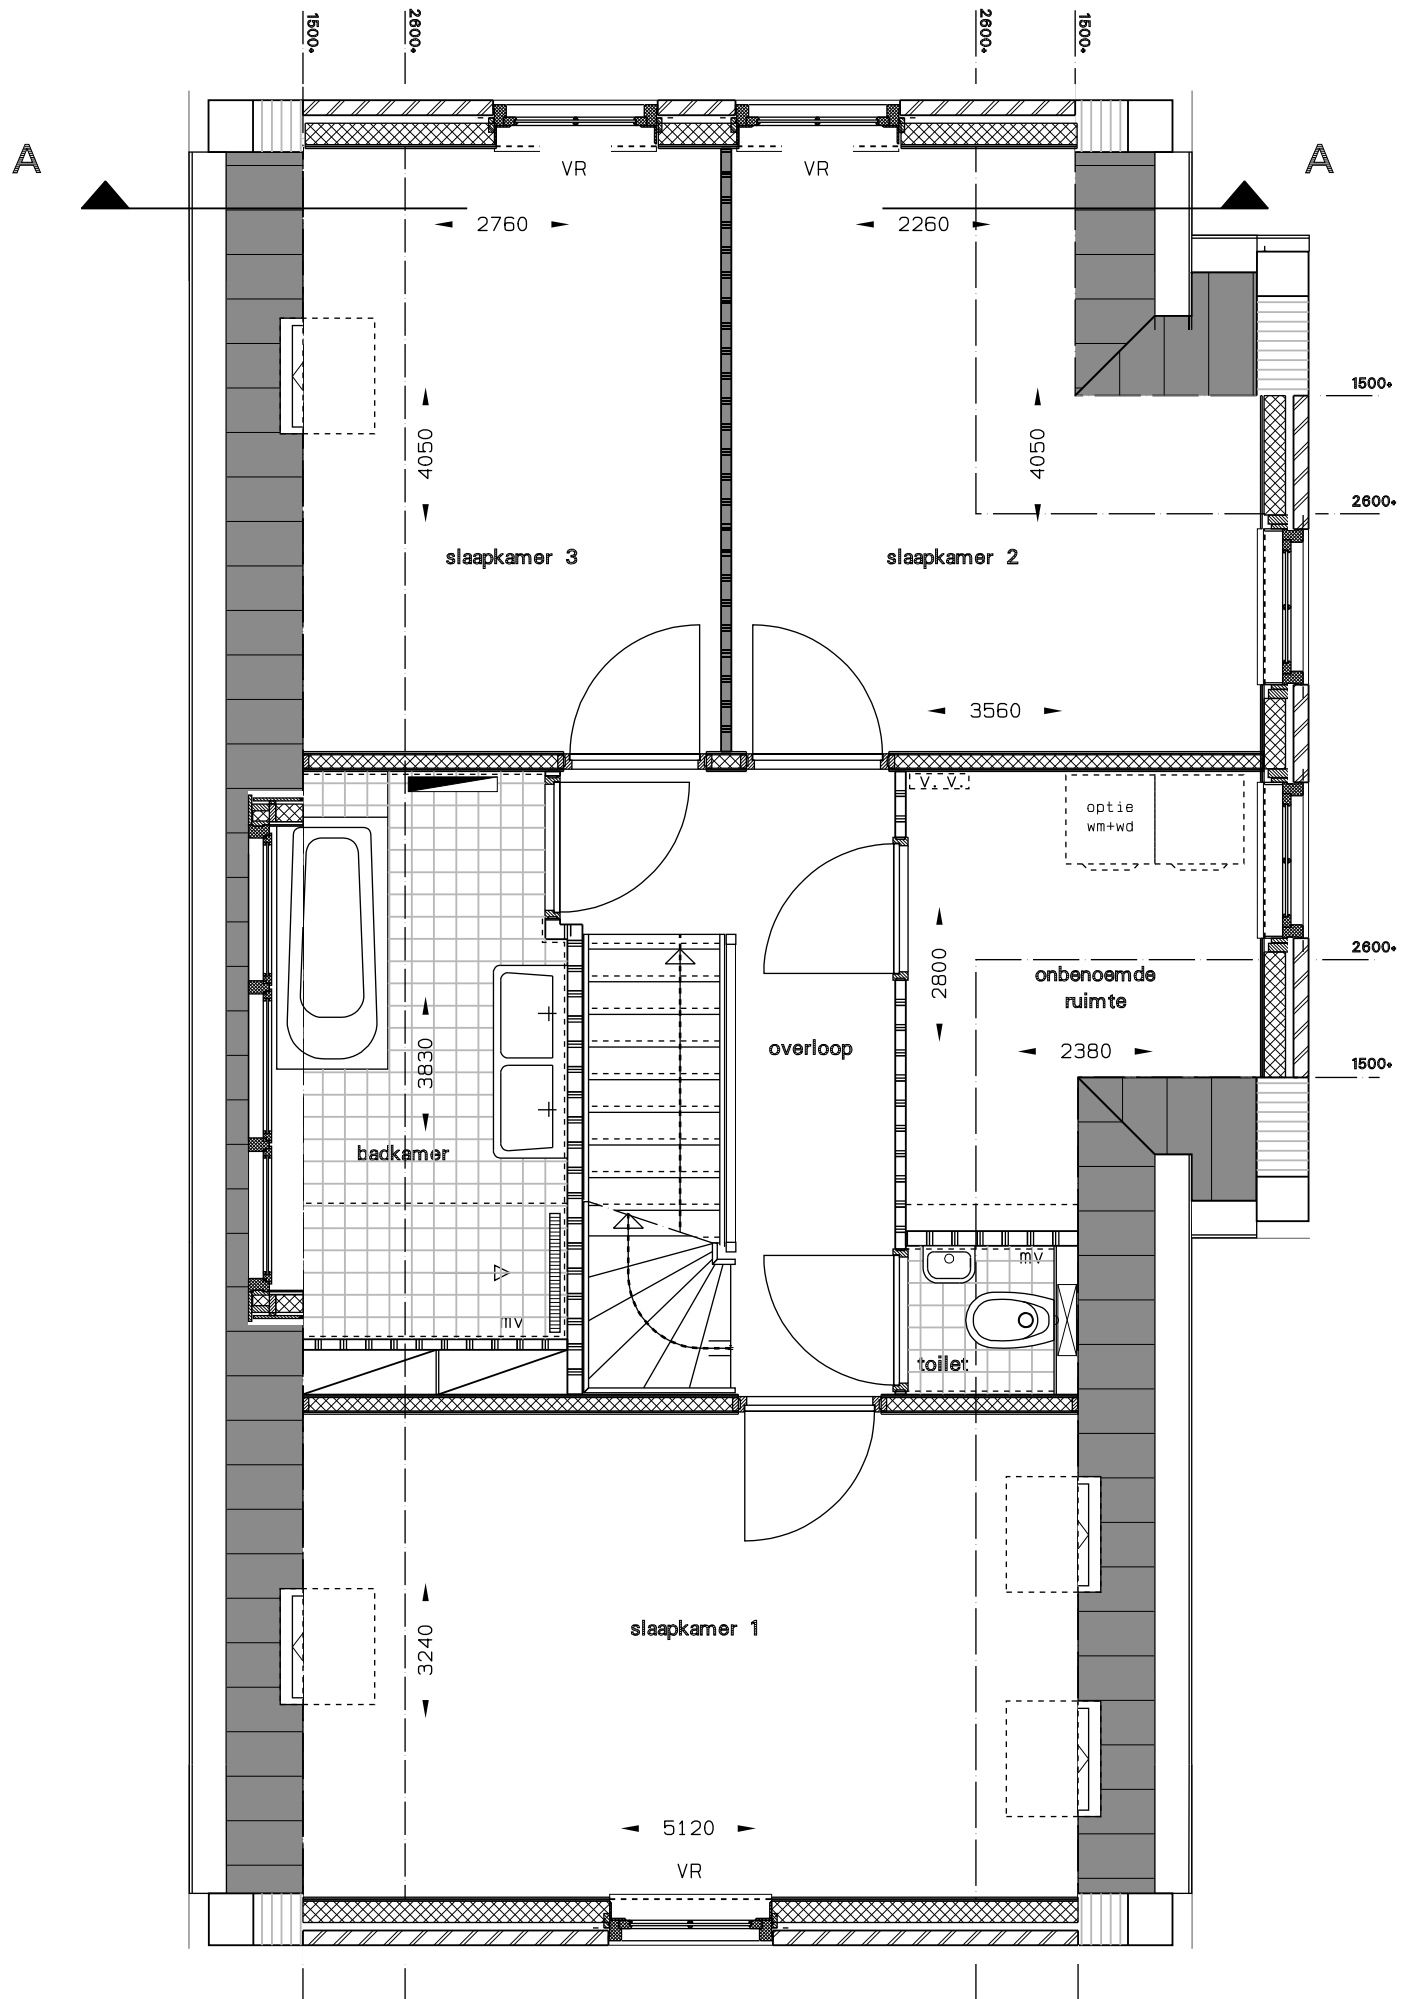 1500+
2600+
2600+
1500+
A
A
VR
VR
2760
2260
1500+
4050
4050
2600+
slaapkamer 3
slaapkamer 2
3560
v. v.
optie
wm+wd
2600+
2800
onbenoemde
ruimte
overloop
2380
1500+
3830
badkamer
mv
mv
toilet
slaapkamer 1
3240
5120
VR